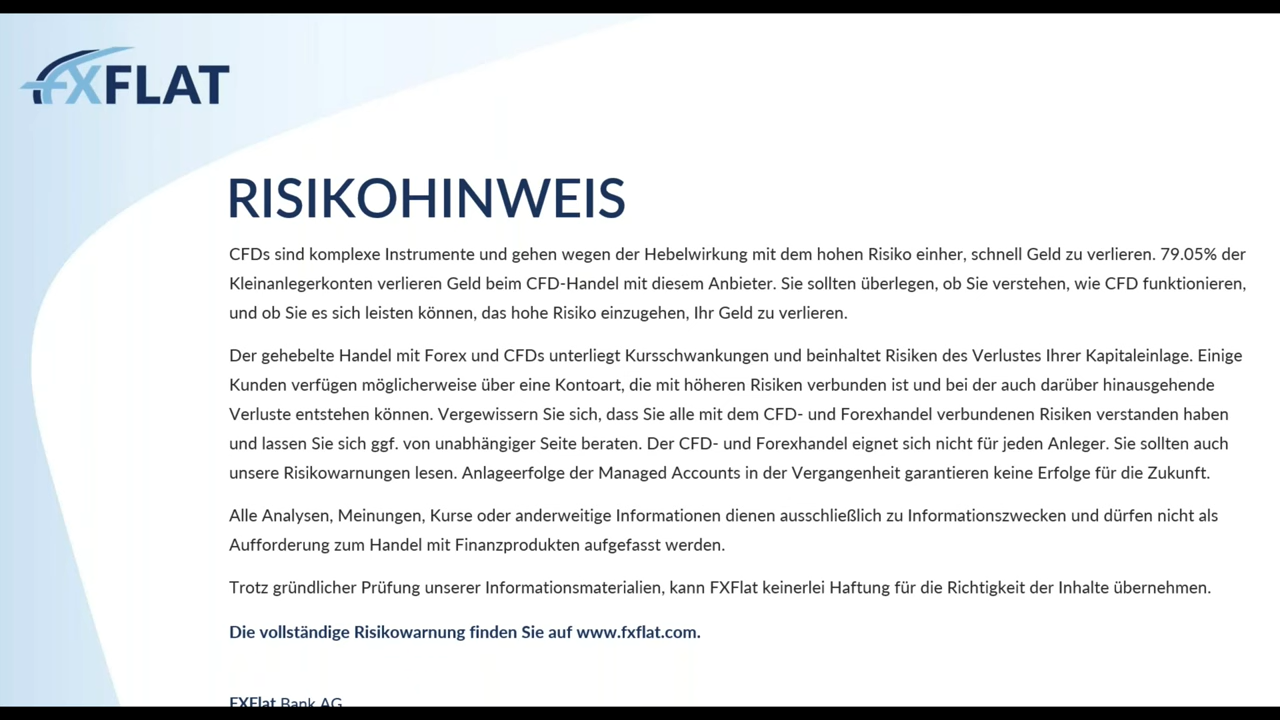 FXFLAT
RISIKOHINWEIS
CFDs sind komplexe Instrumente und gehen wegen der Hebelwirkung mit dem hohen Risiko einher, schnell Geld zu verlieren. 79.05% der
Kleinanlegerkonten verlieren Geld beim CFD-Handel mit diesem Anbieter. Sie sollten überlegen, ob Sie verstehen, wie CFD funktionieren,
und ob Sie es sich leisten können, das hohe Risiko einzugehen, Ihr Geld zu verlieren.
Der gehebelte Handel mit Forex und CFDs unterliegt Kursschwankungen und beinhaltet Risiken des Verlustes Ihrer Kapitaleinlage. Einige
Kunden verfügen möglicherweise über eine Kontoart, die mit höheren Risiken verbunden ist und bei der auch darüber hinausgehende
Verluste entstehen können. Vergewissern Sie sich, dass Sie alle mit dem CFD- und Forexhandel verbundenen Risiken verstanden haben
und lassen Sie sich ggf. von unabhängiger Seite beraten. Der CFD- und Forexhandel eignet sich nicht für jeden Anleger. Sie sollten auch
unsere Risikowarnungen lesen. Anlageerfolge der Managed Accounts in der Vergangenheit garantieren keine Erfolge für die Zukunft.
Alle Analysen, Meinungen, Kurse oder anderweitige Informationen dienen ausschließlich zu Informationszwecken und dürfen nicht als
Aufforderung zum Handel mit Finanzprodukten aufgefasst werden.
Trotz gründlicher Prüfung unserer Informationsmaterialien, kann FXFlat keinerlei Haftung für die Richtigkeit der Inhalte übernehmen.
Die vollständige Risikowarnung finden Sie auf www.fxflat.com.
FXFlat Bank AG